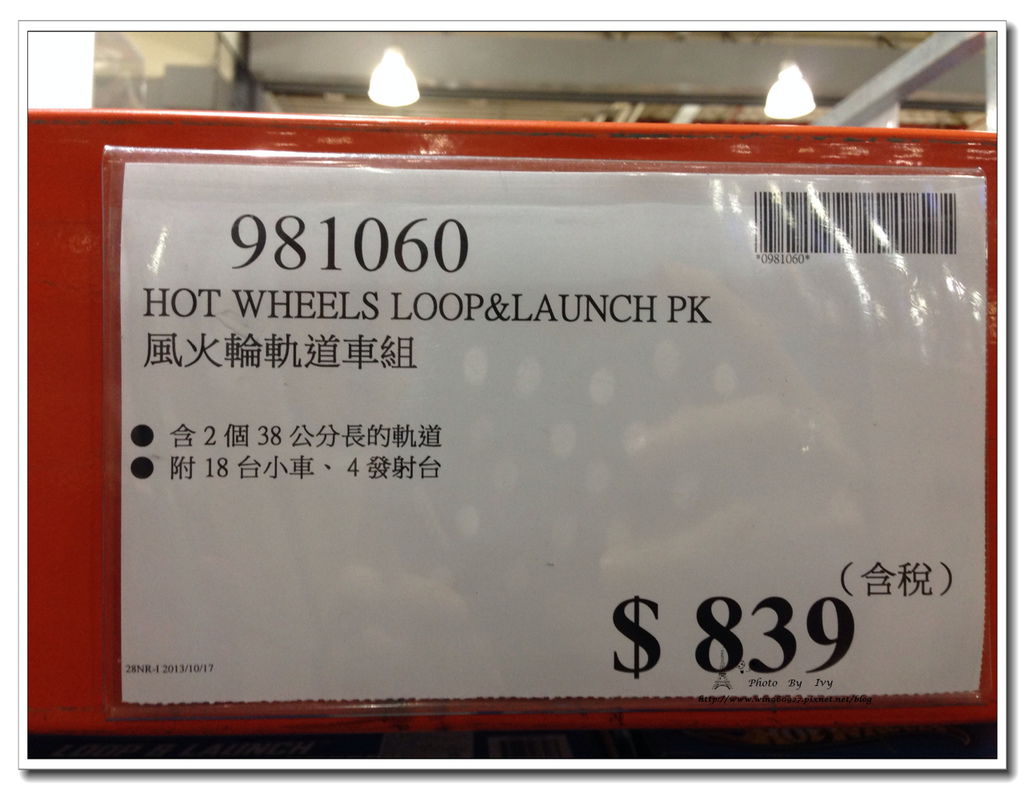 981060
*0981060*
HOT WHEELS LOOP&LAUNCH PK
風火輪軌道車組
● 含 2 個 38 公分長的軌道
● 附 18 台小車、 4 發射台
(含稅)
$ 839
28NR-I 2013/10/17
Photo By Ivy
LOOP & LAUNCH